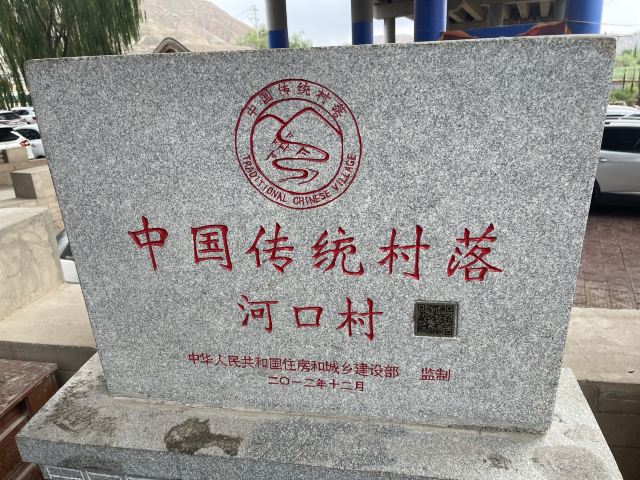 中国传统村落
TRADITIONAL CHINESE VILLAGE
中国传统村落
河口村
中华人民共和国住房和城乡建设部 监制
二〇一二年十二月